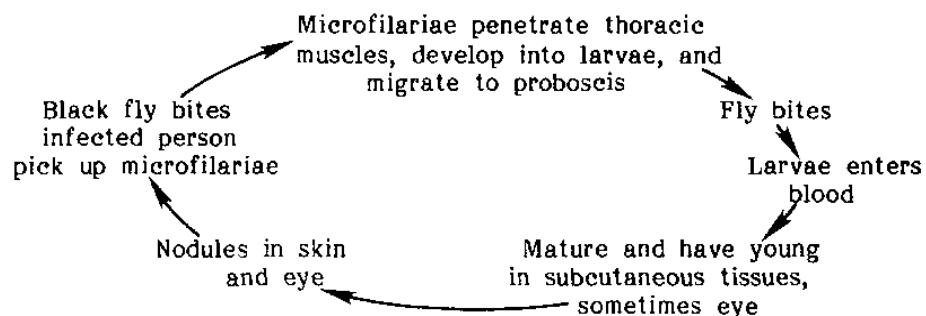 Microfilariae penetrate thoracic
muscles, develop into larvae, and
migrate to proboscis
Fly bites
Larvae enters
blood
Mature and have young
in subcutaneous tissues,
sometimes eye
Nodules in skin
and eye
Black fly bites
infected person
pick up microfilariae